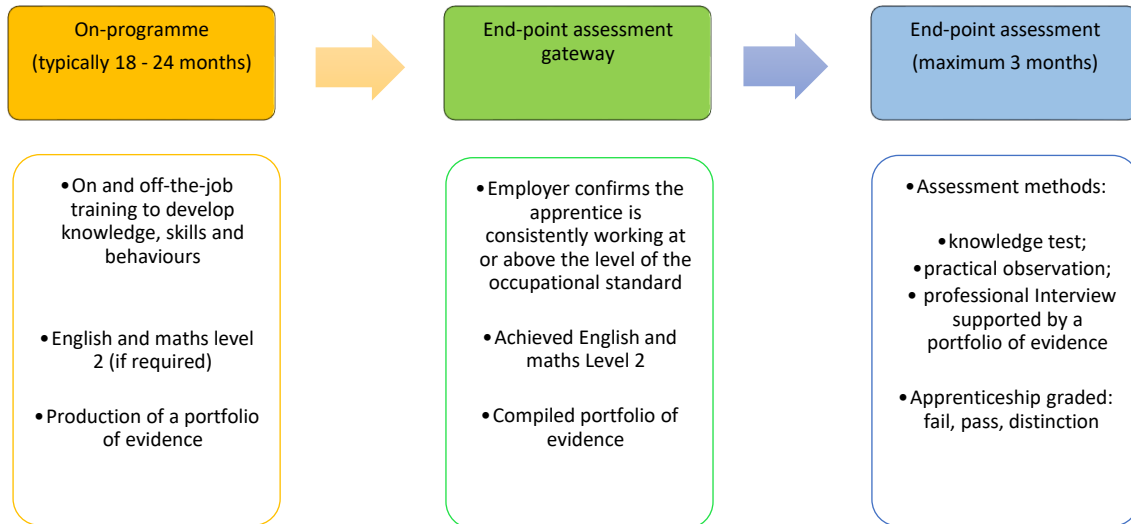 On-programme
(typically 18 - 24 months)
End-point assessment
gateway
End-point assessment
(maximum 3 months)
•On and off-the-job
training to develop
knowledge, skills and
behaviours
•English and maths level
2 (if required)
•Production of a portfolio
of evidence
•Employer confirms the
apprentice is
consistently working at
or above the level of the
occupational standard
•Achieved English and
maths Level 2
•Compiled portfolio of
evidence
•Assessment methods:
•knowledge test;
•practical observation;
• professional Interview
supported by a
portfolio of evidence
•Apprenticeship graded:
fail, pass, distinction